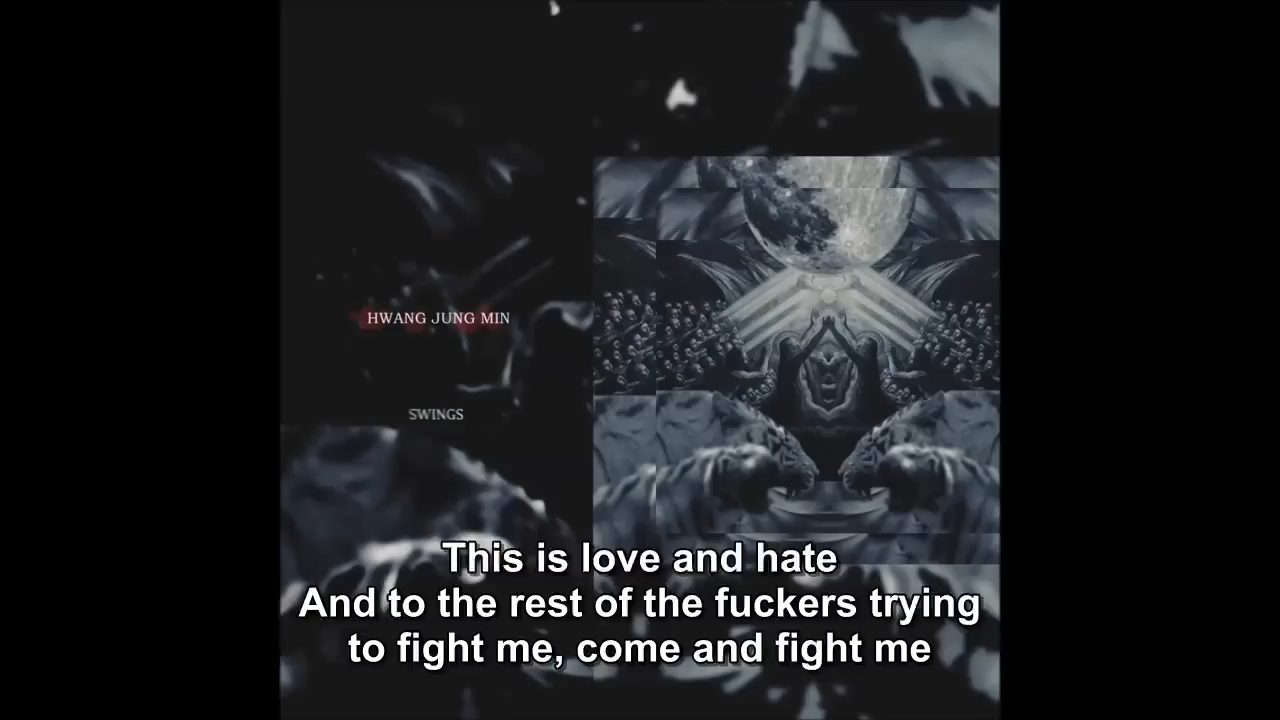 HWANG JUNG MIN
SWINGS
This is love and hate
And to the rest of the fuckers trying
to fight me, come and fight me